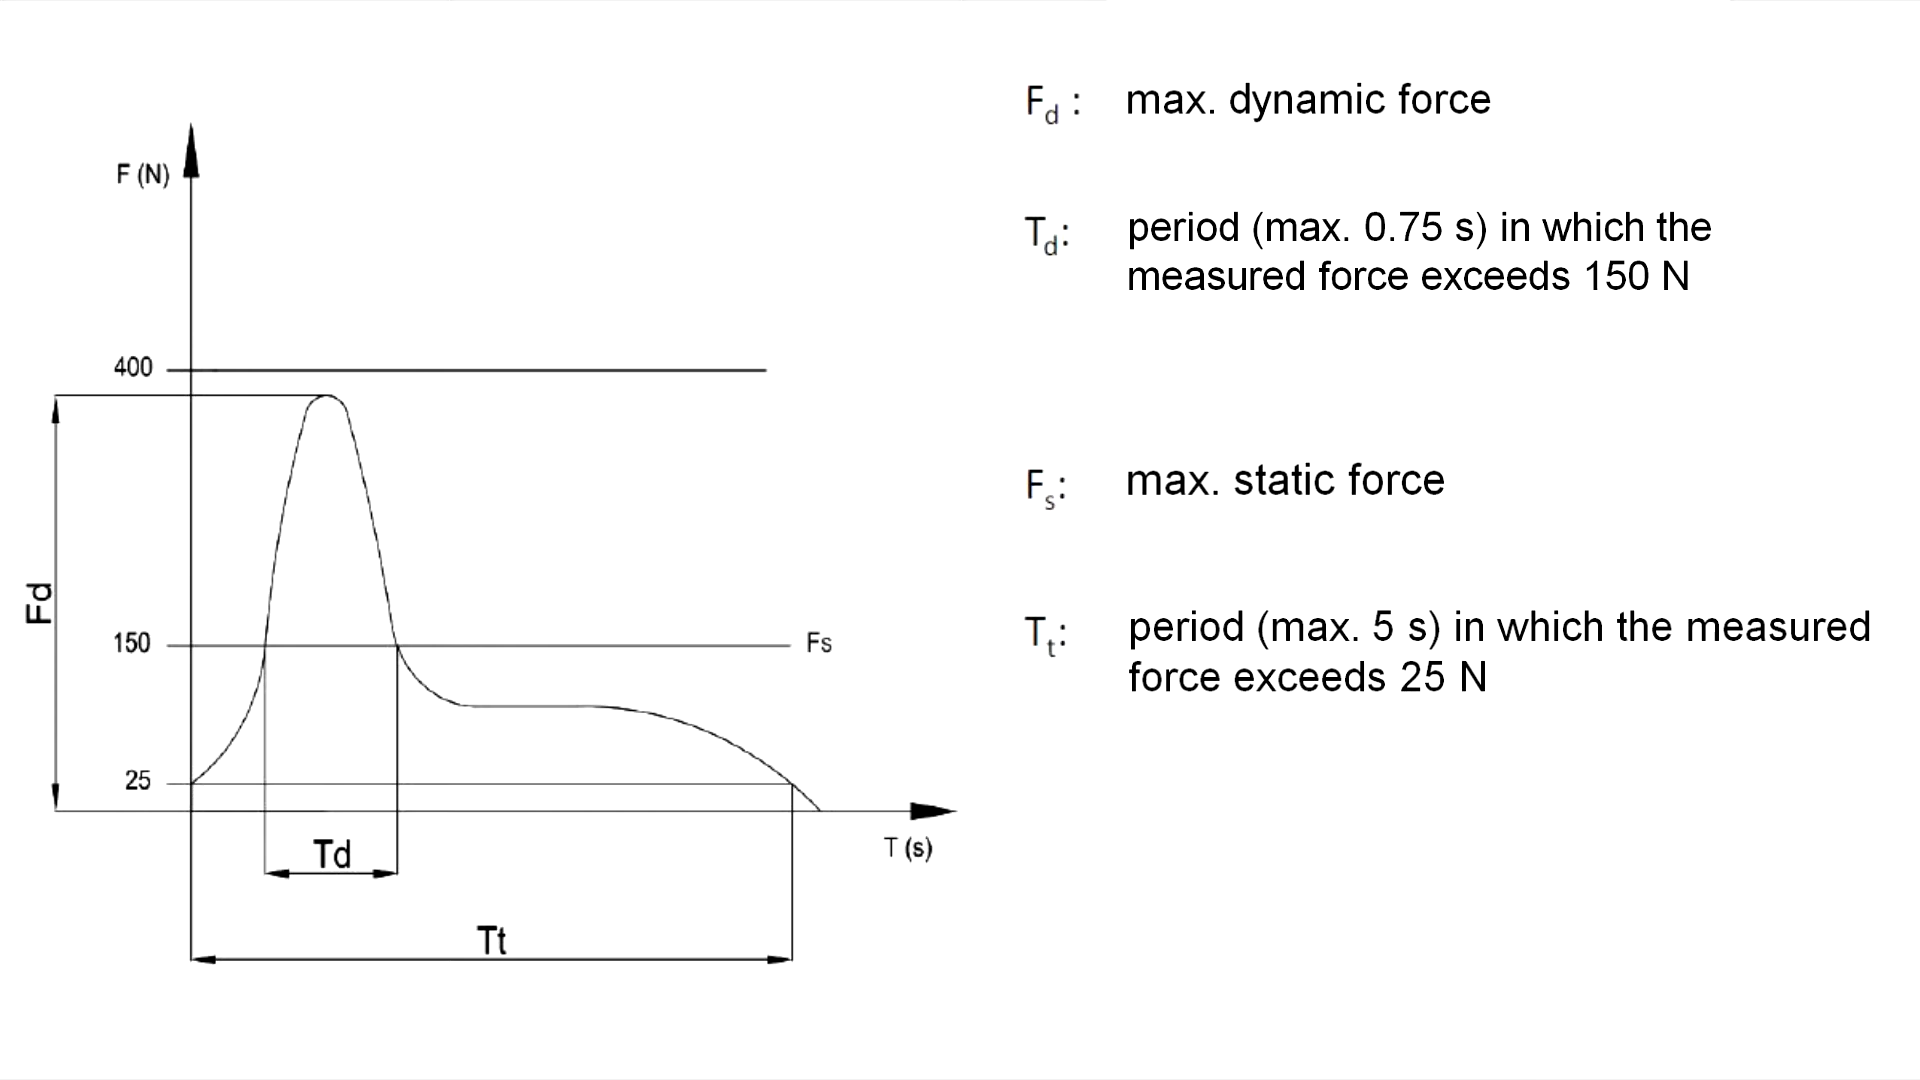 F (N)
400
Fd
150
Fs
25
T (s)
Td
Tt
Fd : max. dynamic force
Td: period (max. 0.75 s) in which the
measured force exceeds 150 N
Fs: max. static force
Tt: period (max. 5 s) in which the measured
force exceeds 25 N